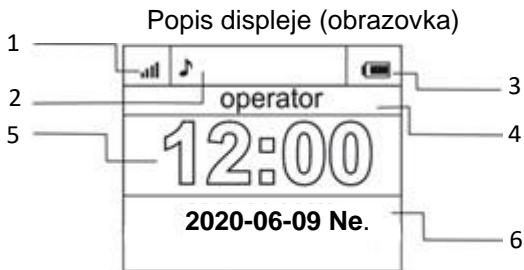 Popis displeje (obrazovka)
1
2
3
operator
4
5
12:00
2020-06-09 Ne.
6